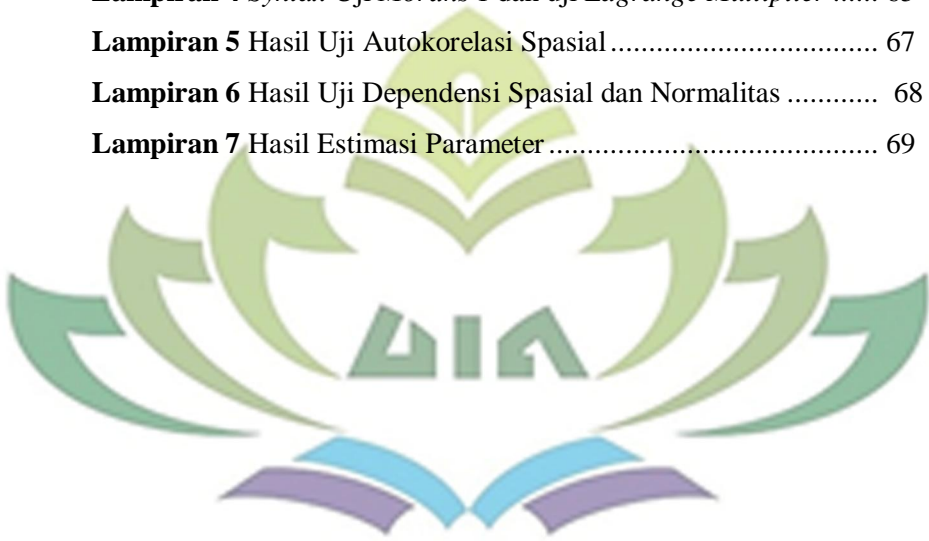 Lampiran 5 Hasil Uji Autokorelasi Spasial.................................. 67
Lampiran 6 Hasil Uji Dependensi Spasial dan Normalitas ............ 68
Lampiran 7 Hasil Estimasi Parameter......................................... 69
UIN